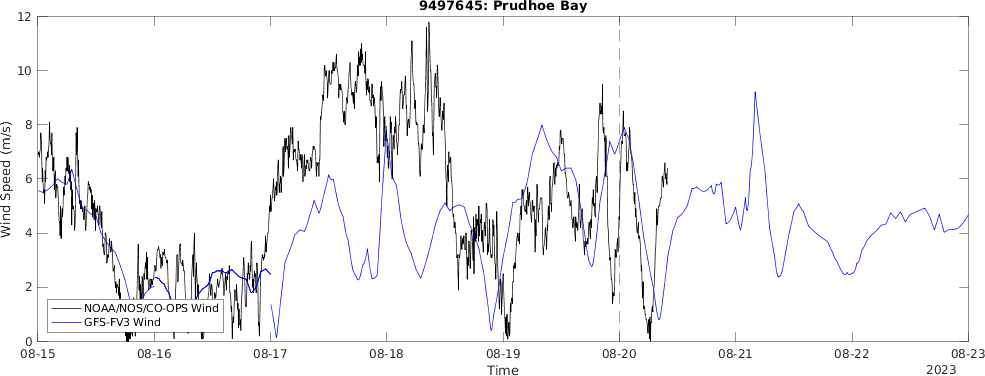 9497645: Prudhoe Bay
12
10
8
6
4
2
0
Wind Speed (m/s)
NOAA/NOS/CO-OPS Wind
GFS-FV3 Wind
08-15 08-16 08-17 08-18 08-19 08-20 08-21 08-22 08-23
Time
2023